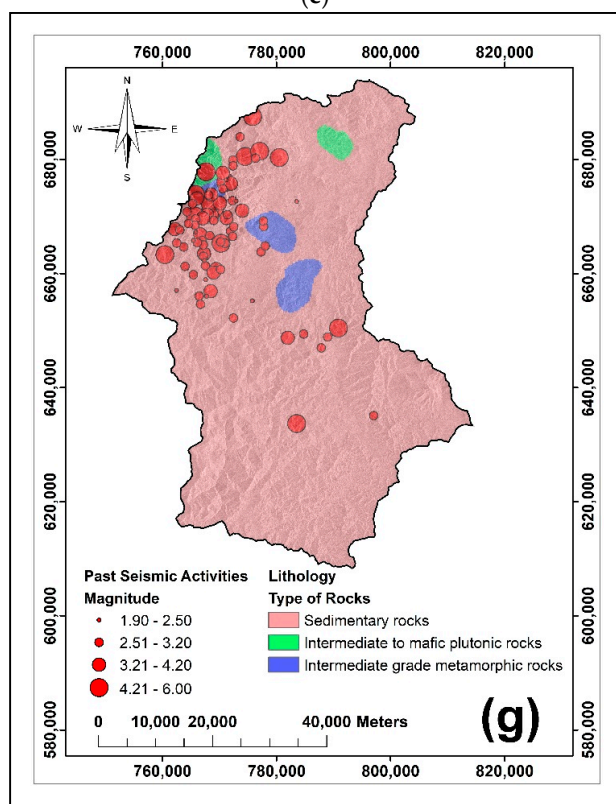 (e)
760,000 780,000 800,000 820,000
N
W E
S
680,000 680,000
660,000 660,000
640,000 640,000
620,000 620,000
600,000 600,000
580,000 580,000
Past Seismic Activities
Magnitude
1.90 - 2.50
2.51 - 3.20
3.21 - 4.20
4.21 - 6.00
Lithology
Type of Rocks
Sedimentary rocks
Intermediate to mafic plutonic rocks
Intermediate grade metamorphic rocks
0 10,000 20,000 40,000 Meters
(g)
760,000 780,000 800,000 820,000